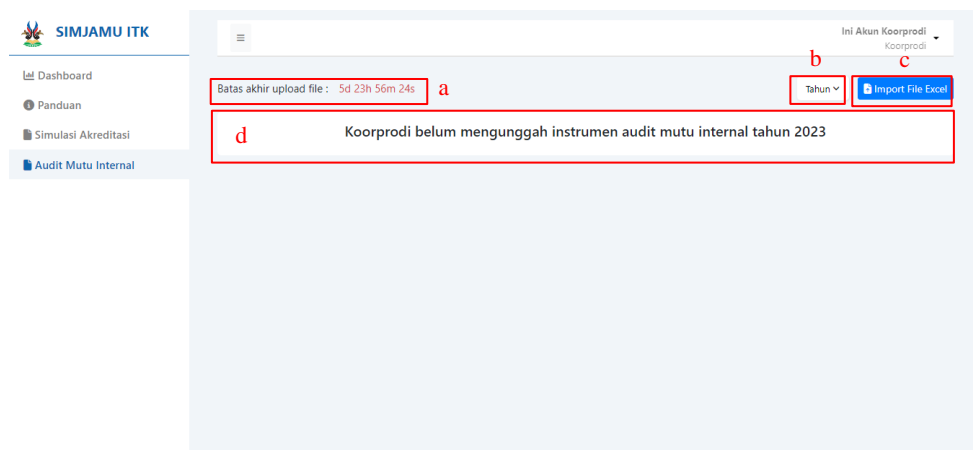 SIMJAMU ITK
Ini Akun Koorprodi
Koorprodi
Dashboard
Panduan
Simulasi Akreditasi
Audit Mutu Internal
b
c
Batas akhir upload file : 5d 23h 56m 24s
a
Tahun
Import File Excel
d
Koorprodi belum mengunggah instrumen audit mutu internal tahun 2023